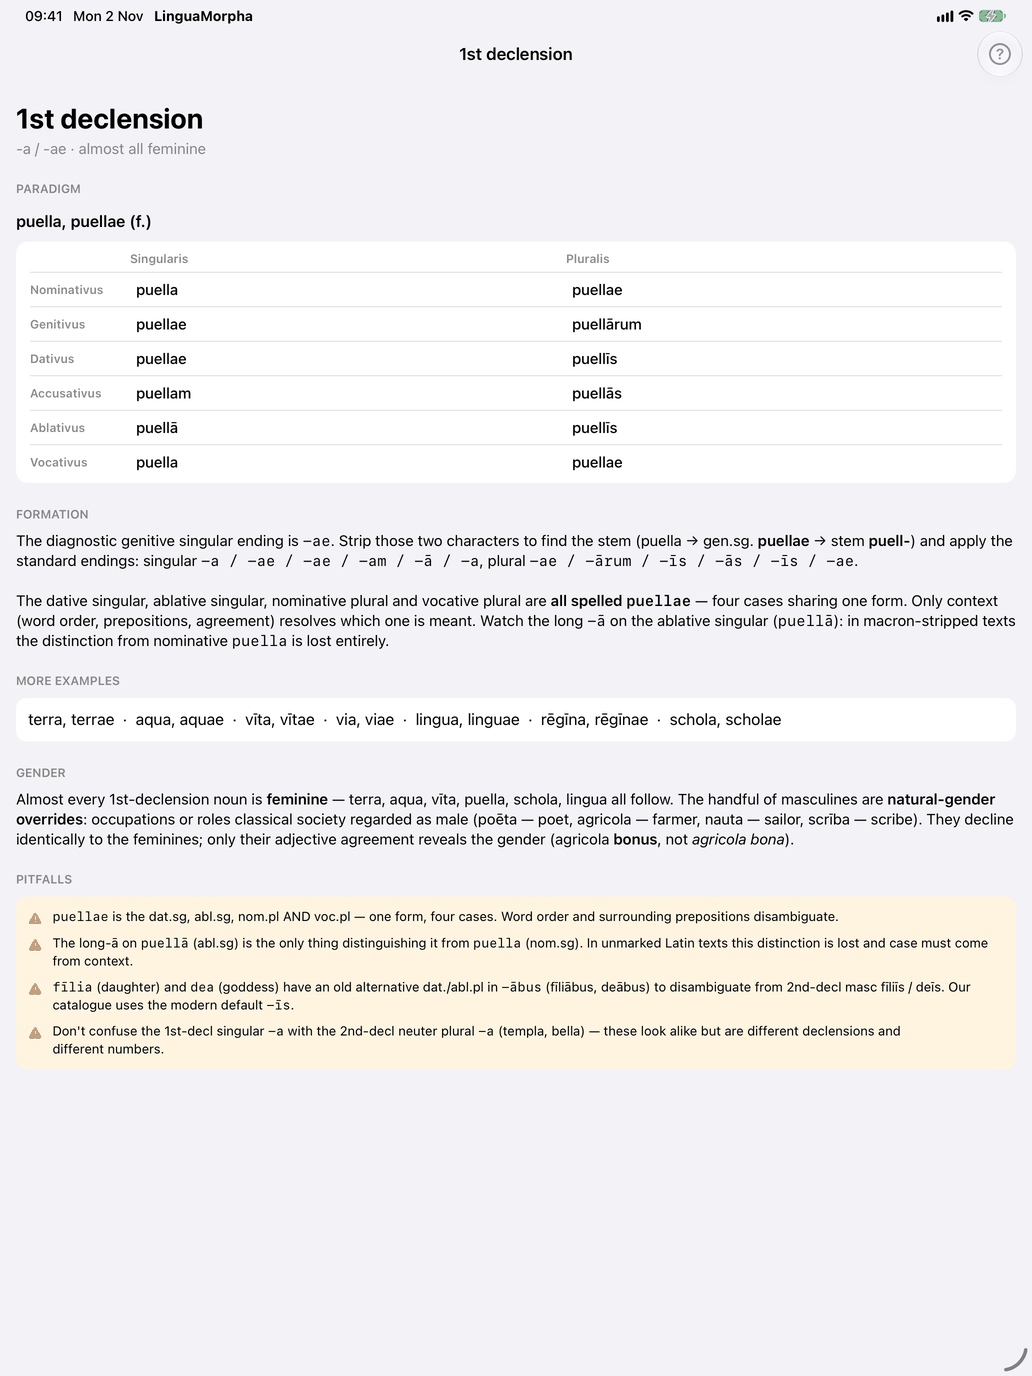 09:41 Mon 2 Nov LinguaMorpha
1st declension
?
1st declension
-a / -ae · almost all feminine
PARADIGM
puella, puellae (f.)
Singularis Pluralis
Nominativus puella puellae
Genitivus puellae puellārum
Dativus puellae puellīs
Accusativus puellam puellās
Ablativus puellā puellīs
Vocativus puella puellae
FORMATION
The diagnostic genitive singular ending is –ae. Strip those two characters to find the stem (puella → gen.sg. puellae → stem puell-) and apply the
standard endings: singular –a / –ae / –ae / –am / –ā / –a, plural –ae / –ārum / –īs / –ās / –īs / –ae.
The dative singular, ablative singular, nominative plural and vocative plural are all spelled puellae — four cases sharing one form. Only context
(word order, prepositions, agreement) resolves which one is meant. Watch the long –ā on the ablative singular (puellā): in macron-stripped texts
the distinction from nominative puella is lost entirely.
MORE EXAMPLES
terra, terrae · aqua, aquae · vīta, vītae · via, viae · lingua, linguae · rēgīna, rēgīnae · schola, scholae
GENDER
Almost every 1st-declension noun is feminine — terra, aqua, vīta, puella, schola, lingua all follow. The handful of masculines are natural-gender
overrides: occupations or roles classical society regarded as male (poēta — poet, agricola — farmer, nauta — sailor, scrība — scribe). They decline
identically to the feminines; only their adjective agreement reveals the gender (agricola bonus, not agricola bona).
PITFALLS
puellae is the dat.sg, abl.sg, nom.pl AND voc.pl — one form, four cases. Word order and surrounding prepositions disambiguate.
The long-ā on puellā (abl.sg) is the only thing distinguishing it from puella (nom.sg). In unmarked Latin texts this distinction is lost and case must come
from context.
fīlia (daughter) and dea (goddess) have an old alternative dat./abl.pl in –ābus (fīliābus, deābus) to disambiguate from 2nd-decl masc fīliīs / deīs. Our
catalogue uses the modern default –īs.
Don't confuse the 1st-decl singular –a with the 2nd-decl neuter plural –a (templa, bella) — these look alike but are different declensions and
different numbers.